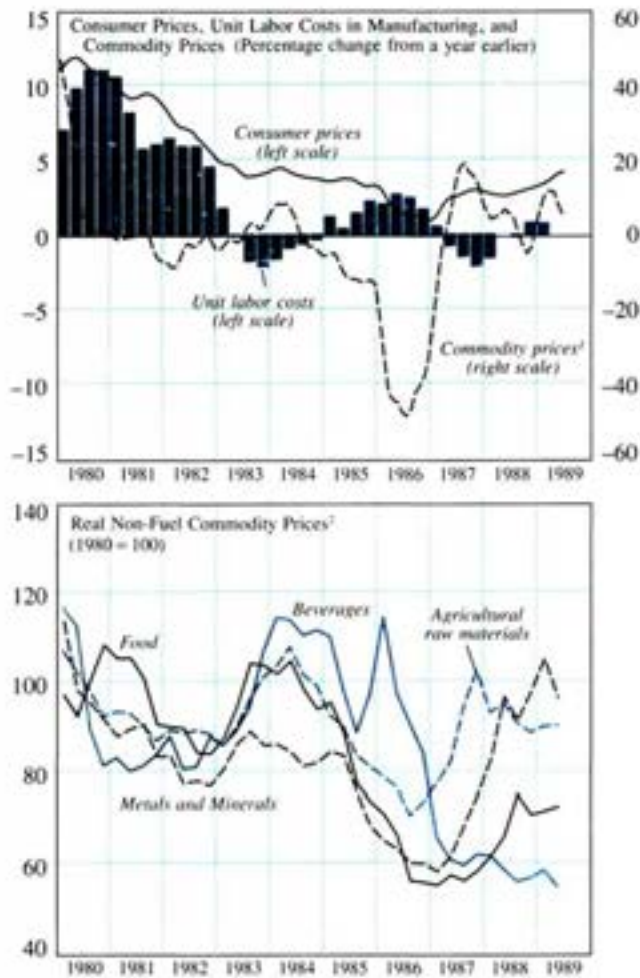 Consumer Prices, Unit Labor Costs in Manufacturing, and
Commodity Prices (Percentage change from a year earlier)
15
10
5
0
−5
−10
−15
60
40
20
0
−20
−40
−60
Consumer prices
(left scale)
Unit labor costs
(left scale)
Commodity prices¹
(right scale)
1980 1981 1982 1983 1984 1985 1986 1987 1988 1989
Real Non-Fuel Commodity Prices²
(1980 = 100)
140
120
100
80
60
40
Beverages
Agricultural
raw materials
Food
Metals and Minerals
1980 1981 1982 1983 1984 1985 1986 1987 1988 1989